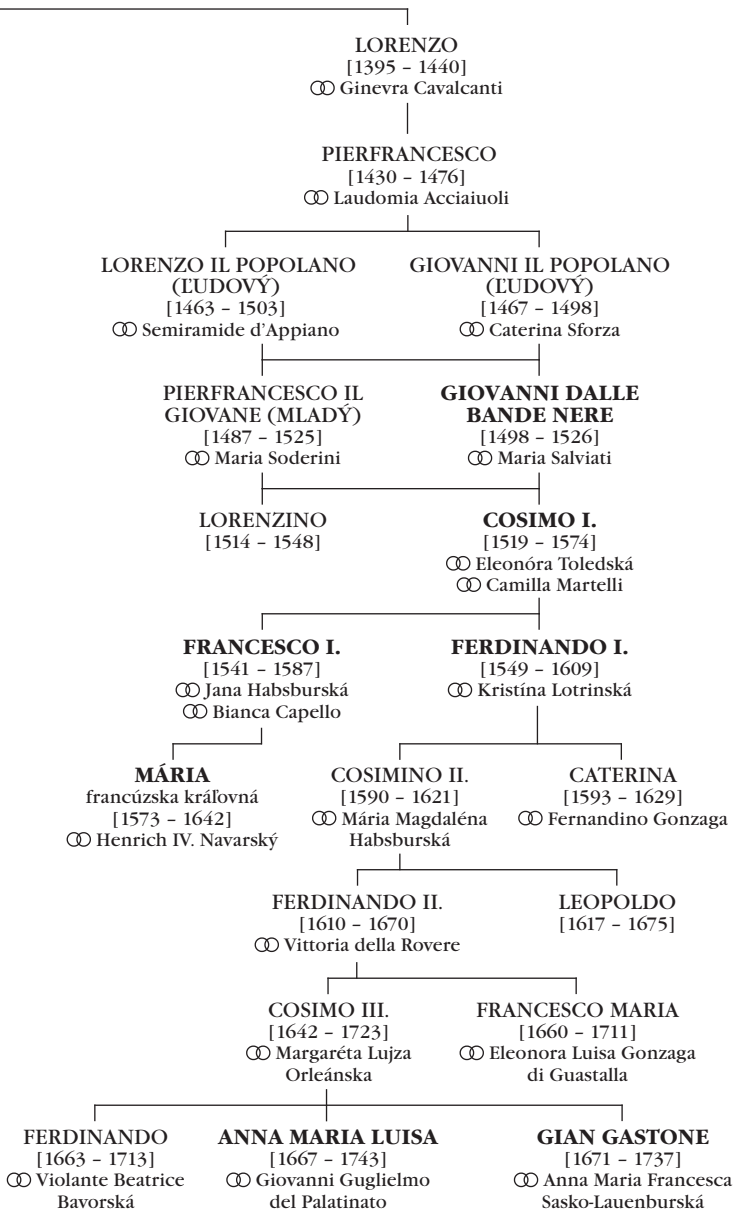 LORENZO
[1395 – 1440]
Ⓞ Ginevra Cavalcanti
PIERFRANCESCO
[1430 – 1476]
Ⓞ Laudomia Acciaiuoli
LORENZO IL POPOLANO
(ĽUDOVÝ)
[1463 – 1503]
Ⓞ Semiramide d'Appiano
GIOVANNI IL POPOLANO
(ĽUDOVÝ)
[1467 – 1498]
Ⓞ Caterina Sforza
PIERFRANCESCO IL
GIOVANE (MLADÝ)
[1487 – 1525]
Ⓞ Maria Soderini
GIOVANNI DALLE
BANDE NERE
[1498 – 1526]
Ⓞ Maria Salviati
LORENZINO
[1514 – 1548]
COSIMO I.
[1519 – 1574]
Ⓞ Eleonóra Toledská
Ⓞ Camilla Martelli
FRANCESCO I.
[1541 – 1587]
Ⓞ Jana Habsburská
Ⓞ Bianca Capello
FERDINANDO I.
[1549 – 1609]
Ⓞ Kristína Lotrinská
MÁRIA
francúzska kráľovná
[1573 – 1642]
Ⓞ Henrich IV. Navarský
COSIMINO II.
[1590 – 1621]
Ⓞ Mária Magdaléna
Habsburská
CATERINA
[1593 – 1629]
Ⓞ Fernandino Gonzaga
FERDINANDO II.
[1610 – 1670]
Ⓞ Vittoria della Rovere
LEOPOLDO
[1617 – 1675]
COSIMO III.
[1642 – 1723]
Ⓞ Margaréta Lujza
Orleánska
FRANCESCO MARIA
[1660 – 1711]
Ⓞ Eleonora Luisa Gonzaga
di Guastalla
FERDINANDO
[1663 – 1713]
Ⓞ Violante Beatrice
Bavorská
ANNA MARIA LUISA
[1667 – 1743]
Ⓞ Giovanni Guglielmo
del Palatinato
GIAN GASTONE
[1671 – 1737]
Ⓞ Anna Maria Francesca
Sasko-Lauenburská